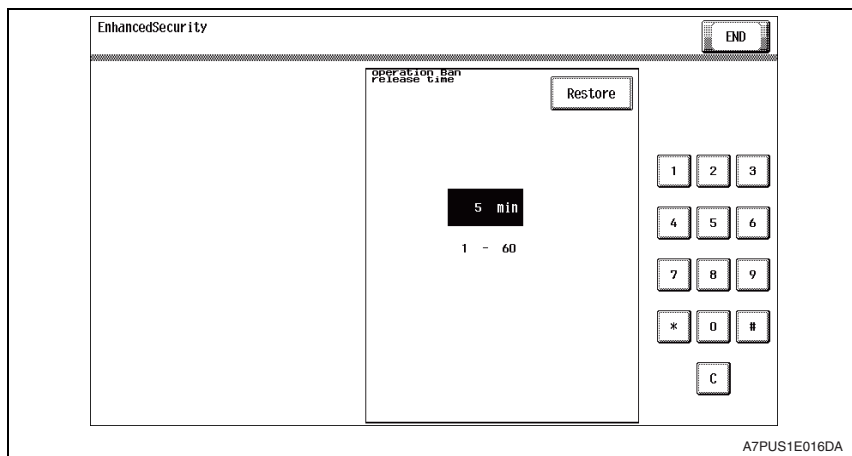 EnhancedSecurity
END
operation Ban
release time
Restore
5 min
1 - 60
1 2 3
4 5 6
7 8 9
* 0 #
C
A7PUS1E016DA